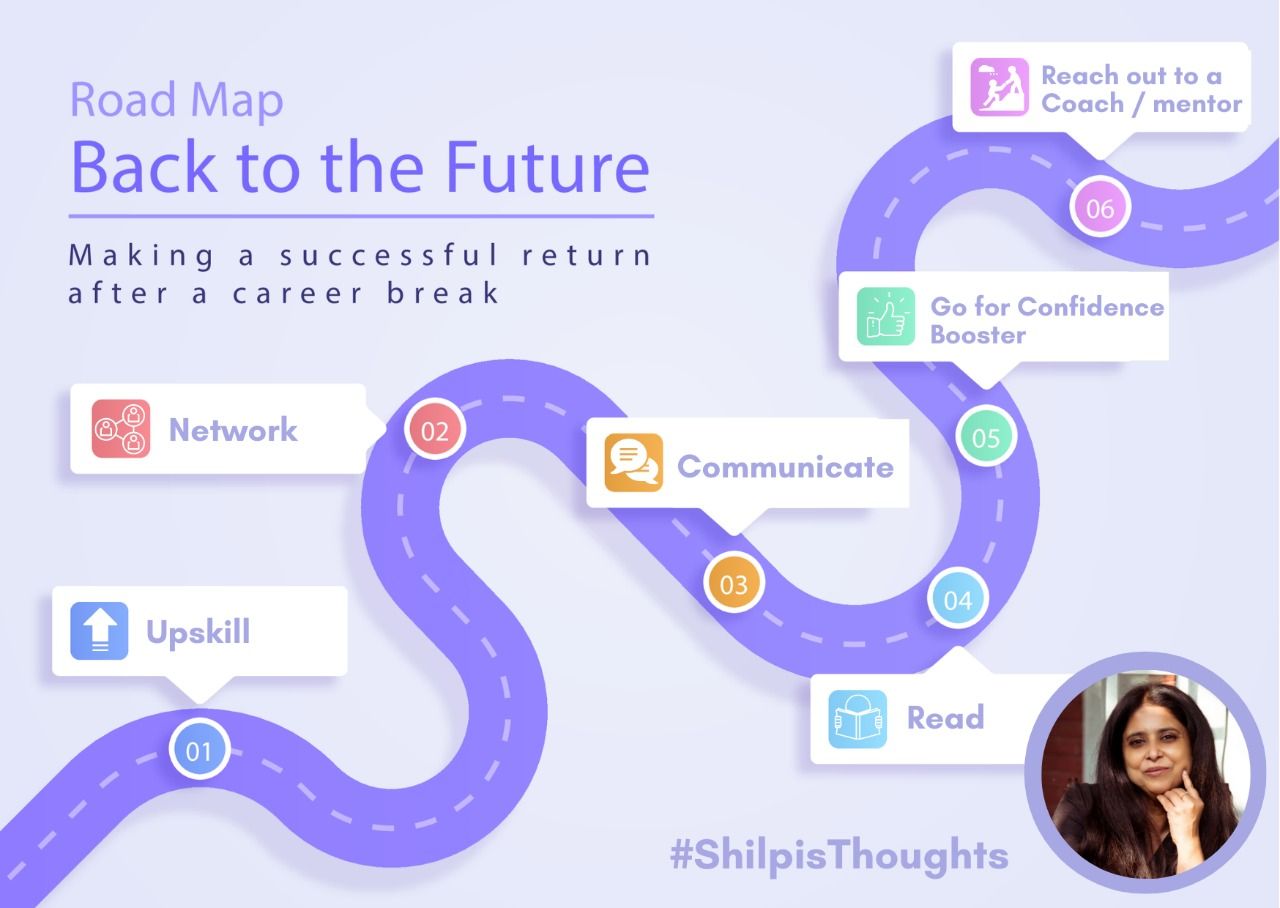 Road Map
Back to the Future
Making a successful return
after a career break
01
Upskill
02
Network
03
Communicate
04
Read
05
Go for Confidence
Booster
06
Reach out to a
Coach / mentor
#ShilpisThoughts